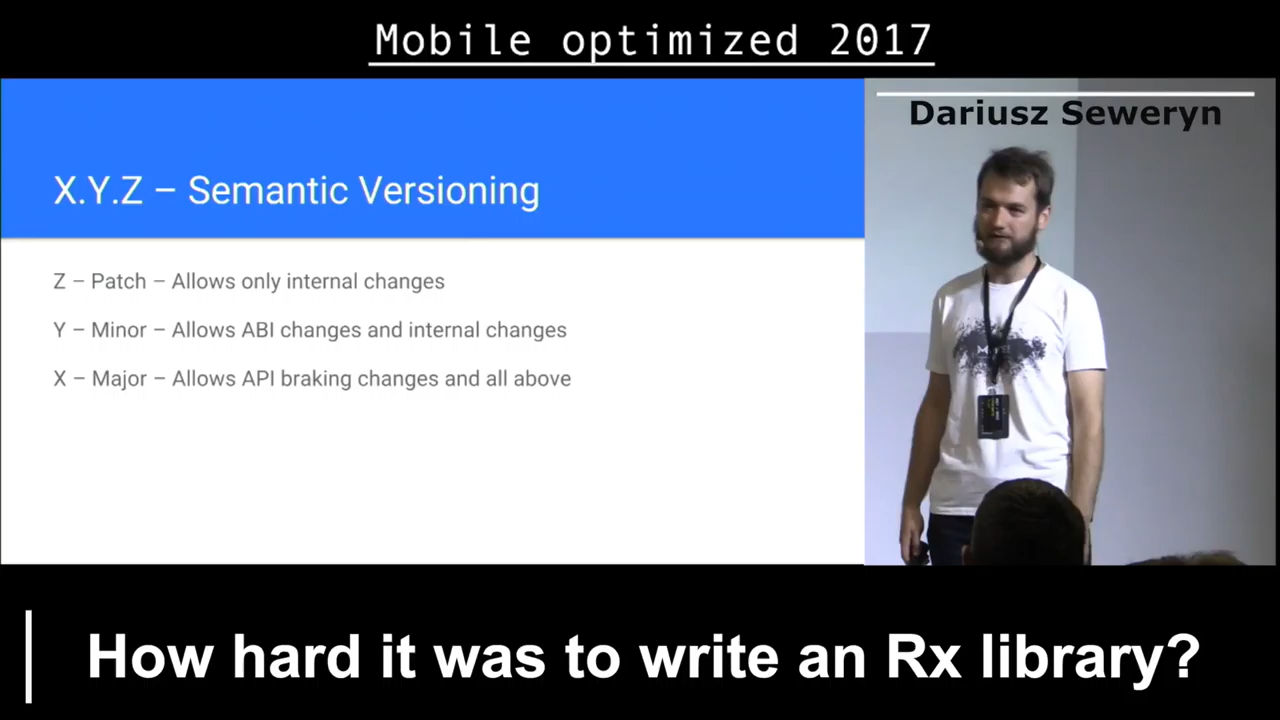 Mobile optimized 2017
Dariusz Seweryn
X.Y.Z – Semantic Versioning
Z – Patch – Allows only internal changes
Y – Minor – Allows ABI changes and internal changes
X – Major – Allows API braking changes and all above
How hard it was to write an Rx library?